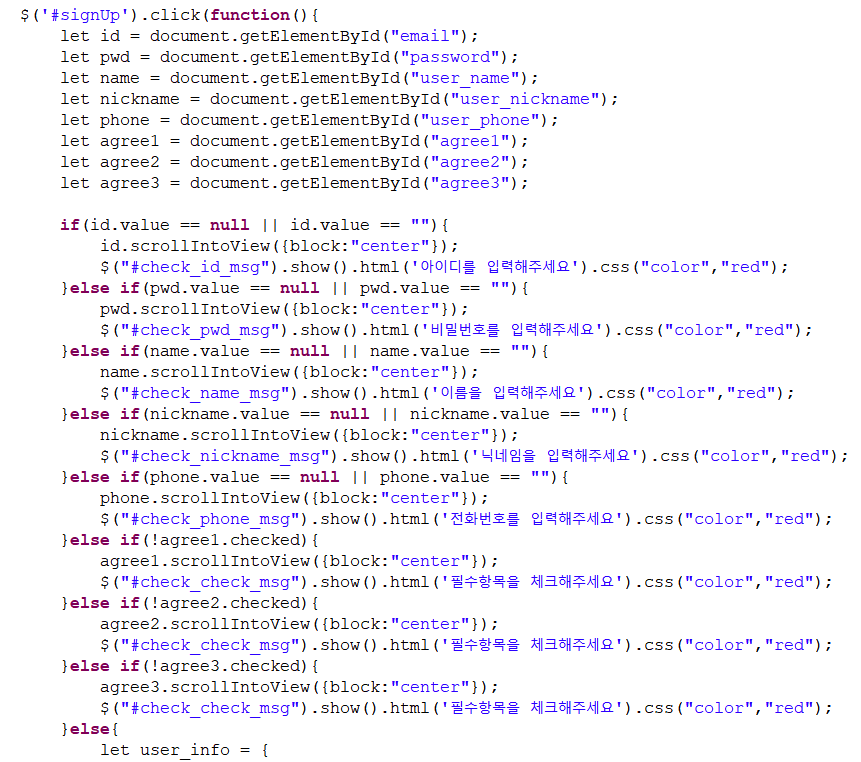 $('#signUp').click(function(){
let id = document.getElementById("email");
let pwd = document.getElementById("password");
let name = document.getElementById("user_name");
let nickname = document.getElementById("user_nickname");
let phone = document.getElementById("user_phone");
let agree1 = document.getElementById("agree1");
let agree2 = document.getElementById("agree2");
let agree3 = document.getElementById("agree3");
if(id.value == null || id.value == ""){
id.scrollIntoView({block:"center"});
$("#check_id_msg").show().html('아이디를 입력해주세요').css("color","red");
}else if(pwd.value == null || pwd.value == ""){
pwd.scrollIntoView({block:"center"});
$("#check_pwd_msg").show().html('비밀번호를 입력해주세요').css("color","red");
}else if(name.value == null || name.value == ""){
name.scrollIntoView({block:"center"});
$("#check_name_msg").show().html('이름을 입력해주세요').css("color","red");
}else if(nickname.value == null || nickname.value == ""){
nickname.scrollIntoView({block:"center"});
$("#check_nickname_msg").show().html('닉네임을 입력해주세요').css("color","red");
}else if(phone.value == null || phone.value == ""){
phone.scrollIntoView({block:"center"});
$("#check_phone_msg").show().html('전화번호를 입력해주세요').css("color","red");
}else if(!agree1.checked){
agree1.scrollIntoView({block:"center"});
$("#check_check_msg").show().html('필수항목을 체크해주세요').css("color","red");
}else if(!agree2.checked){
agree2.scrollIntoView({block:"center"});
$("#check_check_msg").show().html('필수항목을 체크해주세요').css("color","red");
}else if(!agree3.checked){
agree3.scrollIntoView({block:"center"});
$("#check_check_msg").show().html('필수항목을 체크해주세요').css("color","red");
}else{
let user_info = {